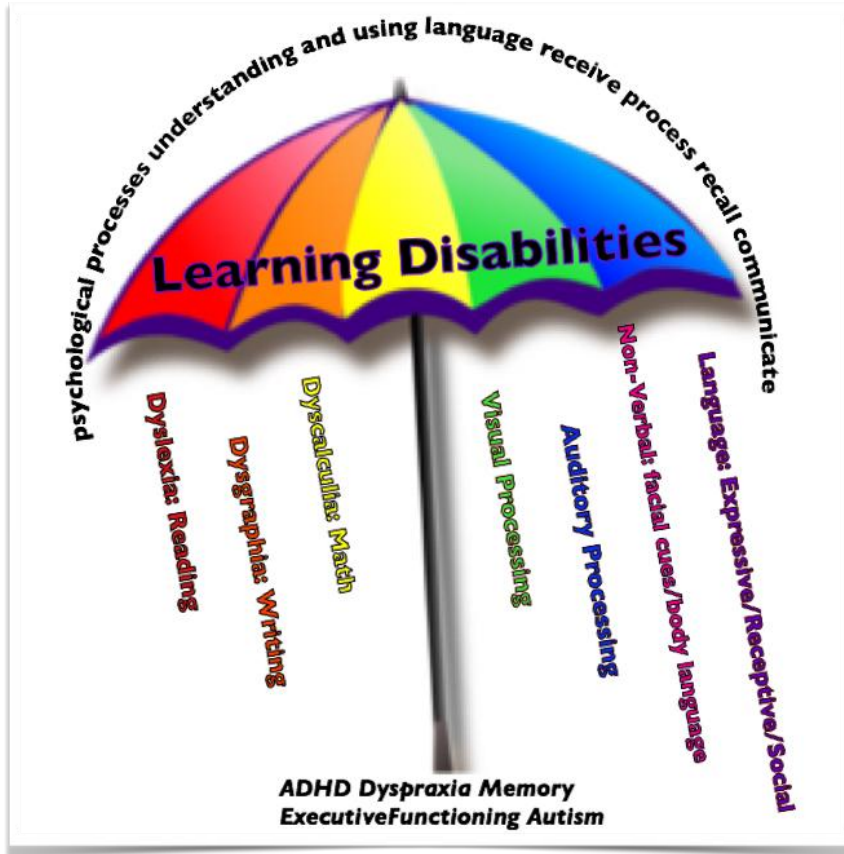 psychological processes understanding and using language receive process recall communicate
Learning Disabilities
Dyslexia: Reading
Dysgraphia: Writing
Dyscalculia: Math
Visual Processing
Auditory Processing
Non-Verbal: facial cues/body language
Language: Expressive/Receptive/Social
ADHD Dyspraxia Memory
ExecutiveFunctioning Autism